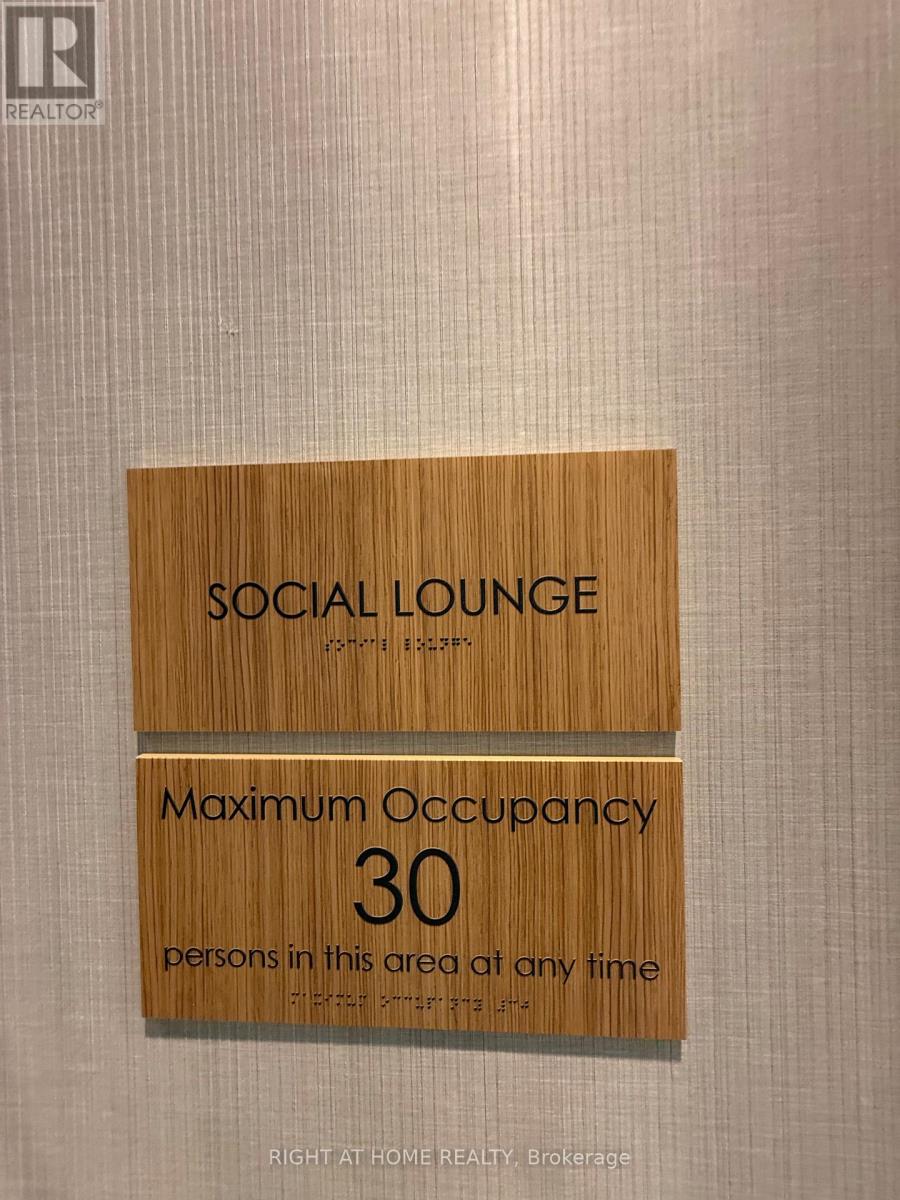 REALTOR®
SOCIAL LOUNGE
⠎⠕⠉⠊⠁⠇ ⠇⠕⠥⠝⠛⠑
Maximum Occupancy
30
persons in this area at any time
⠍⠁⠭⠊⠍⠥⠍ ⠕⠉⠉⠥⠏⠁⠝⠉⠽ ⠼⠉⠚
RIGHT AT HOME REALTY, Brokerage